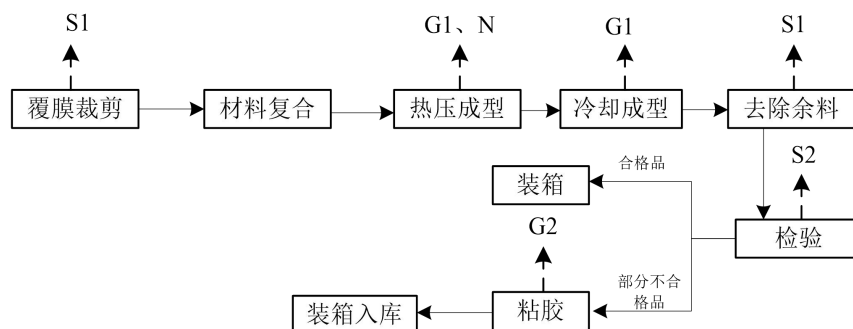 S1
G1、N
G1
S1
覆膜裁剪
材料复合
热压成型
冷却成型
去除余料
合格品
S2
装箱
G2
检验
部分不合
格品
装箱入库
粘胶